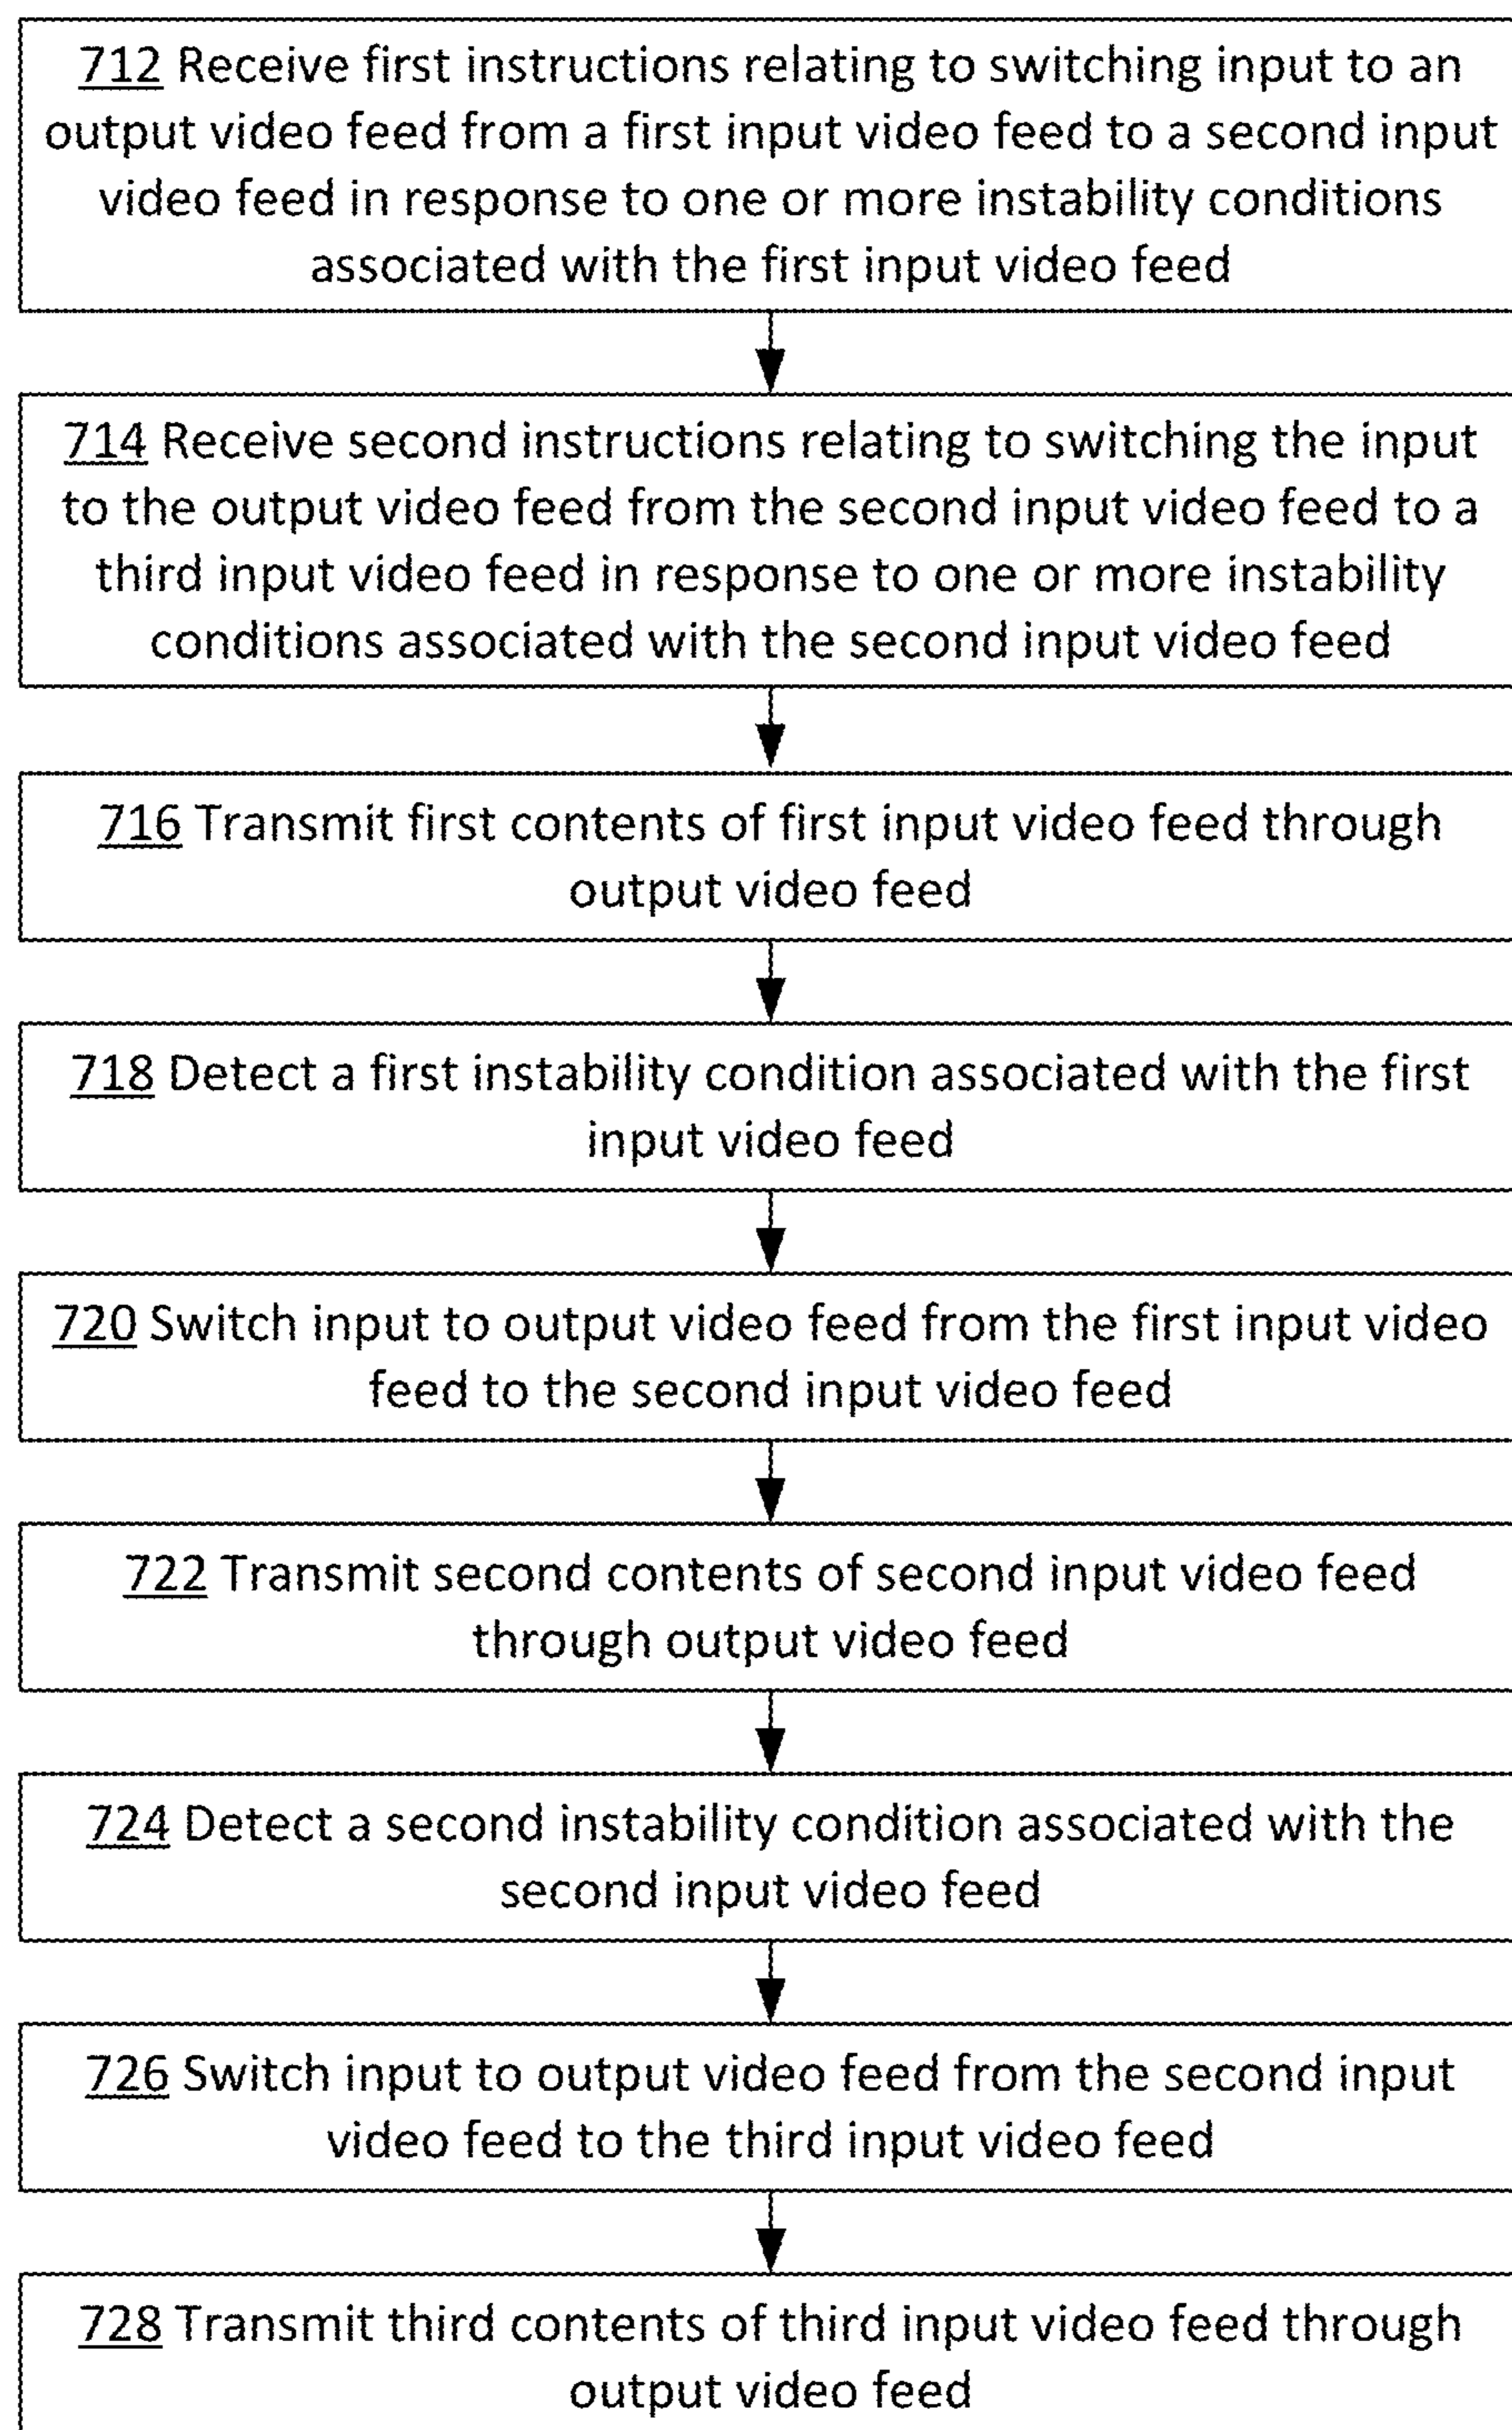 712 Receive first instructions relating to switching input to an
output video feed from a first input video feed to a second input
video feed in response to one or more instability conditions
associated with the first input video feed
714 Receive second instructions relating to switching the input
to the output video feed from the second input video feed to a
third input video feed in response to one or more instability
conditions associated with the second input video feed
716 Transmit first contents of first input video feed through
output video feed
718 Detect a first instability condition associated with the first
input video feed
720 Switch input to output video feed from the first input video
feed to the second input video feed
722 Transmit second contents of second input video feed
through output video feed
724 Detect a second instability condition associated with the
second input video feed
726 Switch input to output video feed from the second input
video feed to the third input video feed
728 Transmit third contents of third input video feed through
output video feed